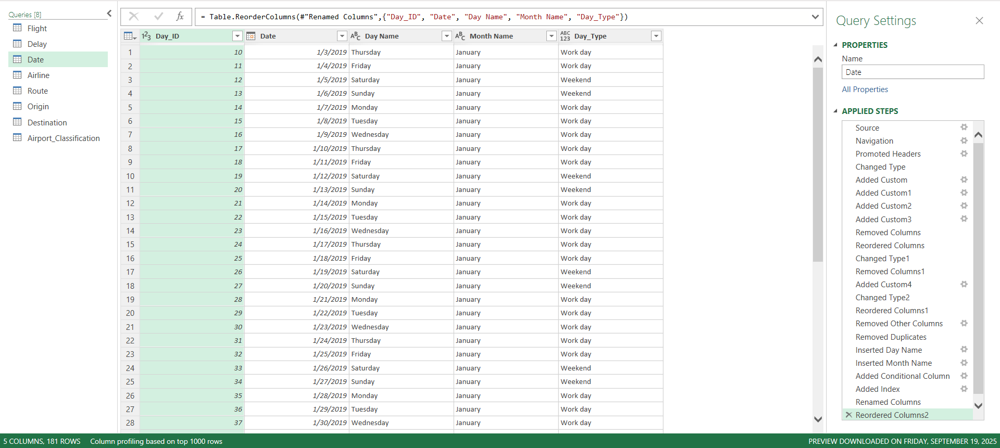 Queries [8]
Flight
Delay
Date
Airline
Route
Origin
Destination
Airport_Classification
fx
= Table.ReorderColumns(#"Renamed Columns",{"Day_ID", "Date", "Day Name", "Month Name", "Day_Type"})
123 Day_ID Date ABC Day Name ABC Month Name ABC 123 Day_Type
1 10 1/3/2019 Thursday January Work day
2 11 1/4/2019 Friday January Work day
3 12 1/5/2019 Saturday January Weekend
4 13 1/6/2019 Sunday January Weekend
5 14 1/7/2019 Monday January Work day
6 15 1/8/2019 Tuesday January Work day
7 16 1/9/2019 Wednesday January Work day
8 17 1/10/2019 Thursday January Work day
9 18 1/11/2019 Friday January Work day
10 19 1/12/2019 Saturday January Weekend
11 20 1/13/2019 Sunday January Weekend
12 21 1/14/2019 Monday January Work day
13 22 1/15/2019 Tuesday January Work day
14 23 1/16/2019 Wednesday January Work day
15 24 1/17/2019 Thursday January Work day
16 25 1/18/2019 Friday January Work day
17 26 1/19/2019 Saturday January Weekend
18 27 1/20/2019 Sunday January Weekend
19 28 1/21/2019 Monday January Work day
20 29 1/22/2019 Tuesday January Work day
21 30 1/23/2019 Wednesday January Work day
22 31 1/24/2019 Thursday January Work day
23 32 1/25/2019 Friday January Work day
24 33 1/26/2019 Saturday January Weekend
25 34 1/27/2019 Sunday January Weekend
26 35 1/28/2019 Monday January Work day
27 36 1/29/2019 Tuesday January Work day
28 37 1/30/2019 Wednesday January Work day
Query Settings
PROPERTIES
Name
Date
All Properties
APPLIED STEPS
Source
Navigation
Promoted Headers
Changed Type
Added Custom
Added Custom1
Added Custom2
Added Custom3
Removed Columns
Reordered Columns
Changed Type1
Removed Columns1
Added Custom4
Changed Type2
Reordered Columns1
Removed Other Columns
Removed Duplicates
Inserted Day Name
Inserted Month Name
Added Conditional Column
Added Index
Renamed Columns
Reordered Columns2
5 COLUMNS, 181 ROWS Column profiling based on top 1000 rows PREVIEW DOWNLOADED ON FRIDAY, SEPTEMBER 19, 2025